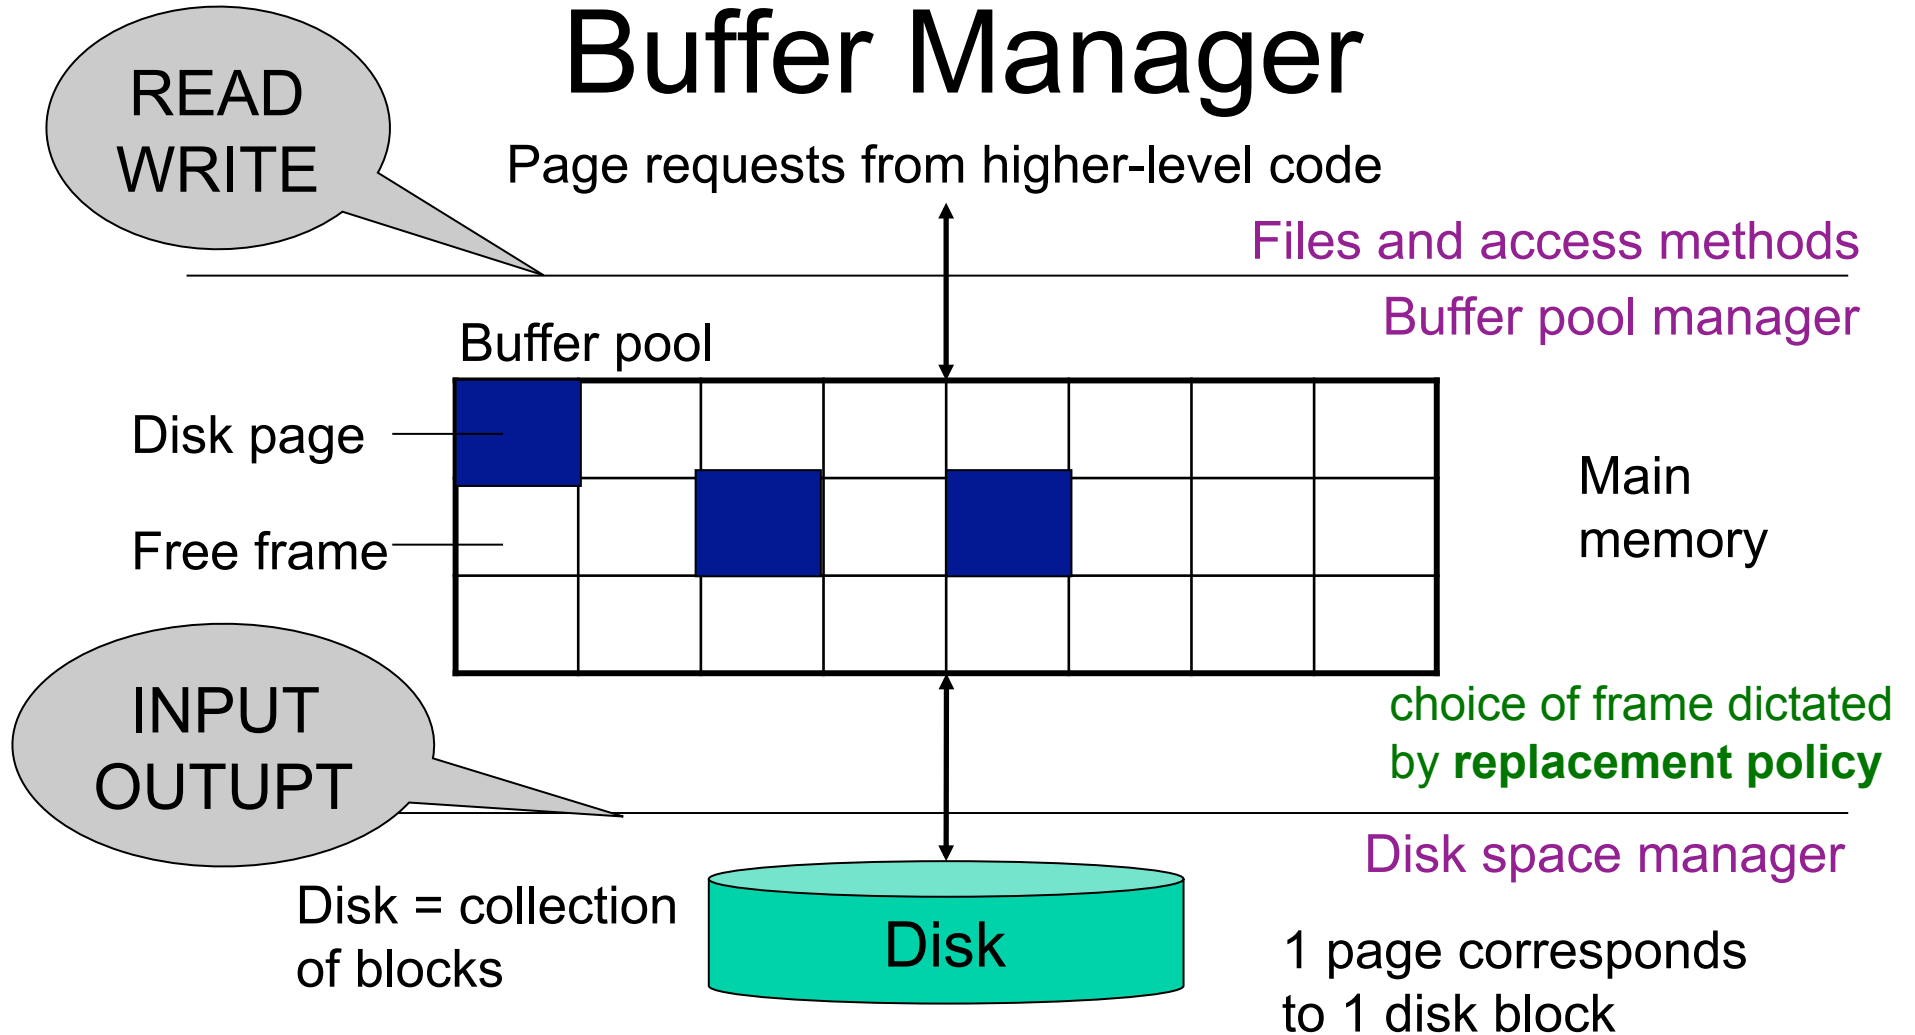 Buffer Manager
READ
WRITE
Page requests from higher-level code
Files and access methods
Buffer pool manager
Buffer pool
Disk page
Free frame
Main
memory
INPUT
OUTUPT
choice of frame dictated
by replacement policy
Disk space manager
Disk = collection
of blocks
Disk
1 page corresponds
to 1 disk block